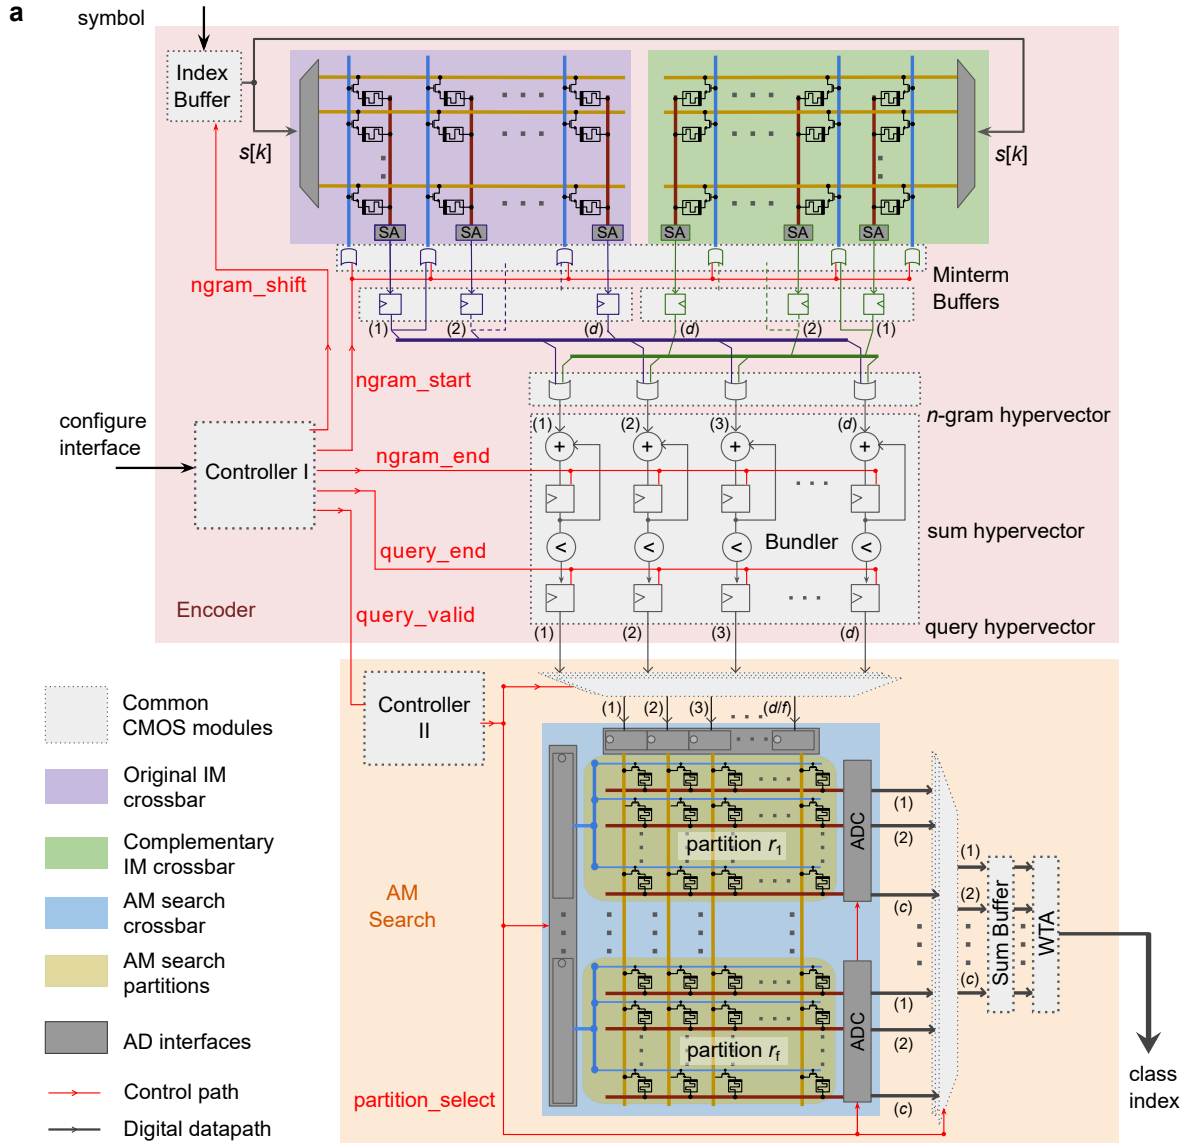 a
symbol
Index
Buffer
s[k]
s[k]
SA
SA
SA
SA
SA
SA
ngram_shift
Minterm
Buffers
(1)
(2)
(d)
(d)
(2)
(1)
ngram_start
configure
interface
n-gram hypervector
(1)
(2)
(3)
(d)
+
+
+
+
Controller I
ngram_end
sum hypervector
<
<
<
<
Bundler
query_end
Encoder
query_valid
query hypervector
(1)
(2)
(3)
(d)
Common
CMOS modules
Controller
II
(1)
(2)
(3)
(d/f)
Original IM
crossbar
Complementary
IM crossbar
AM search
crossbar
AM search
partitions
AD interfaces
Control path
Digital datapath
AM
Search
partition r1
ADC
(1)
(2)
(c)
partition rf
ADC
(1)
(2)
(c)
(1)
(2)
(c)
Sum Buffer
WTA
class
index
partition_select